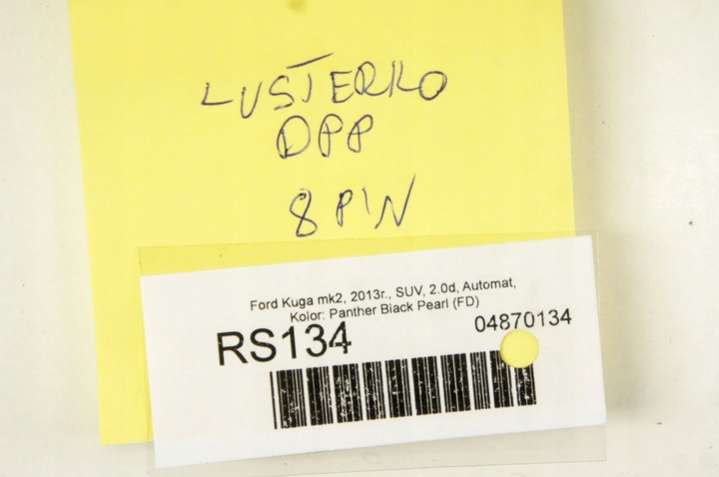 LUSTERKO
DPP
8 PIN
Ford Kuga mk2, 2013r., SUV, 2.0d, Automat,
Kolor: Panther Black Pearl (FD)
RS134
04870134